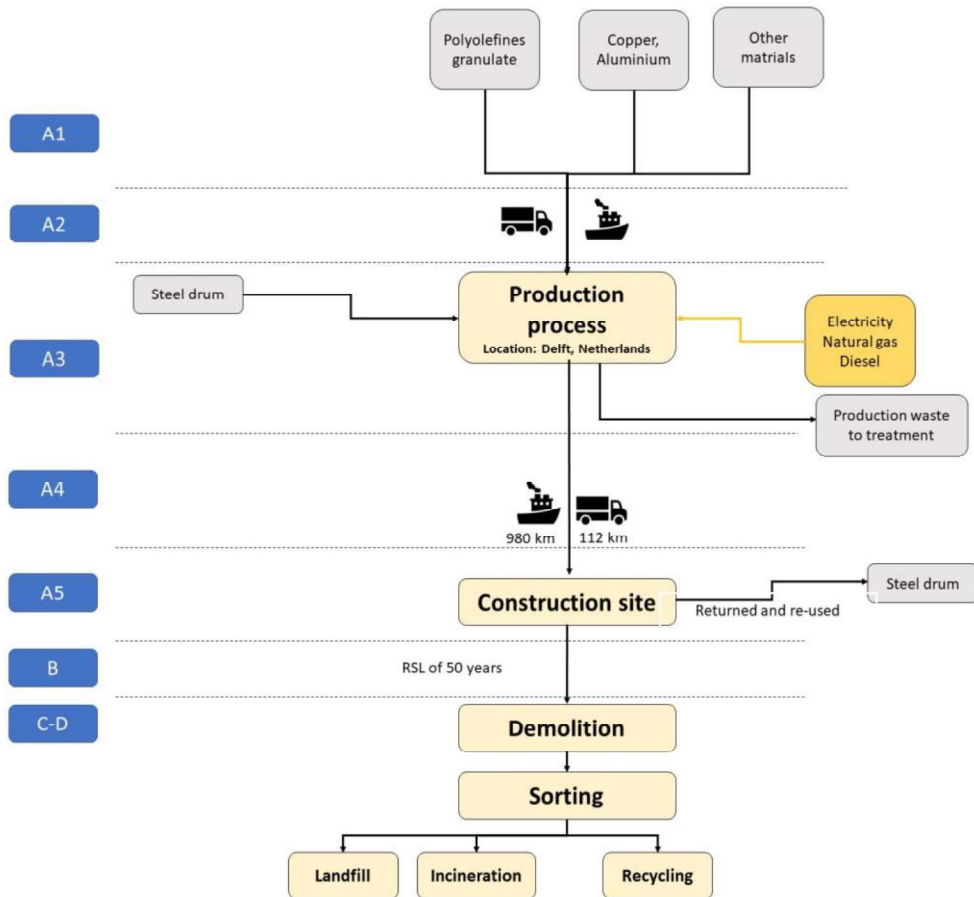 Polyolefines
granulate
Copper,
Aluminium
Other
matrials
A1
A2
Steel drum
Production
process
Location: Delft, Netherlands
Electricity
Natural gas
Diesel
A3
Production waste
to treatment
A4
980 km
112 km
A5
Construction site
Steel drum
Returned and re-used
B
RSL of 50 years
C-D
Demolition
Sorting
Landfill
Incineration
Recycling